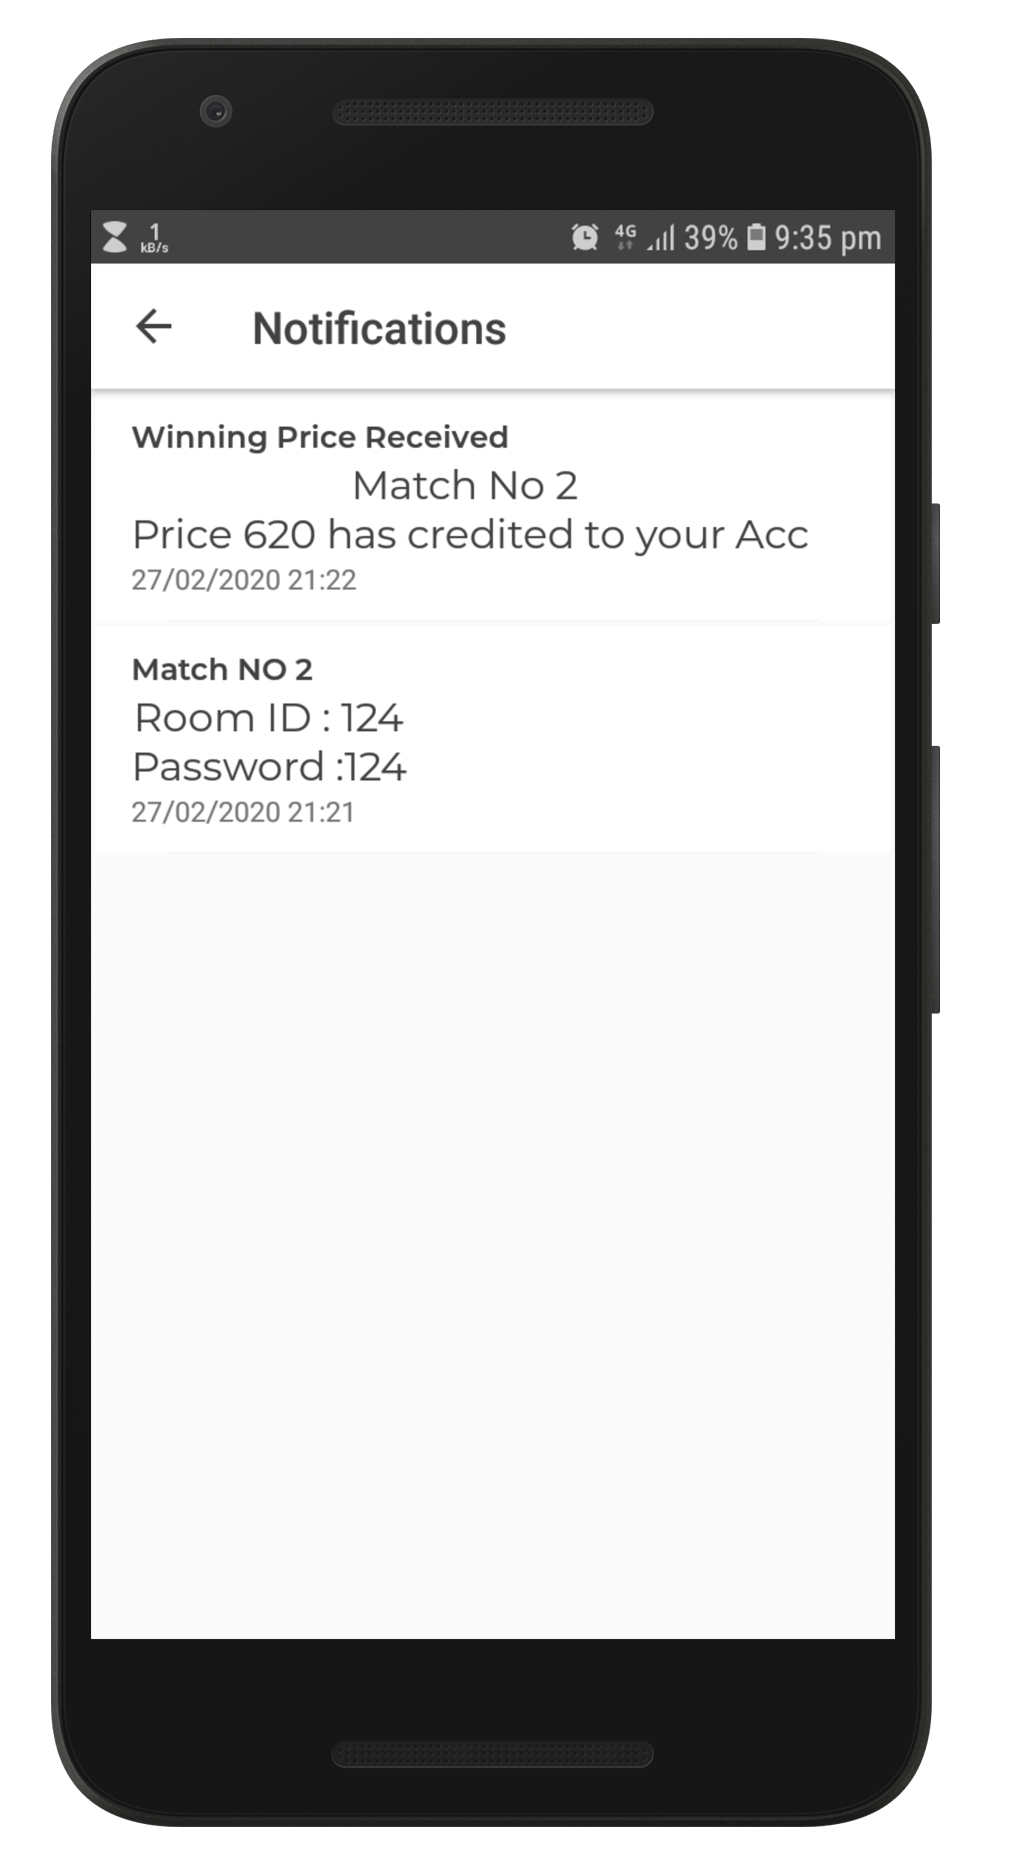 1
kB/s
4G 39% 9:35 pm
Notifications
Winning Price Received
Match No 2
Price 620 has credited to your Acc
27/02/2020 21:22
Match NO 2
Room ID : 124
Password :124
27/02/2020 21:21